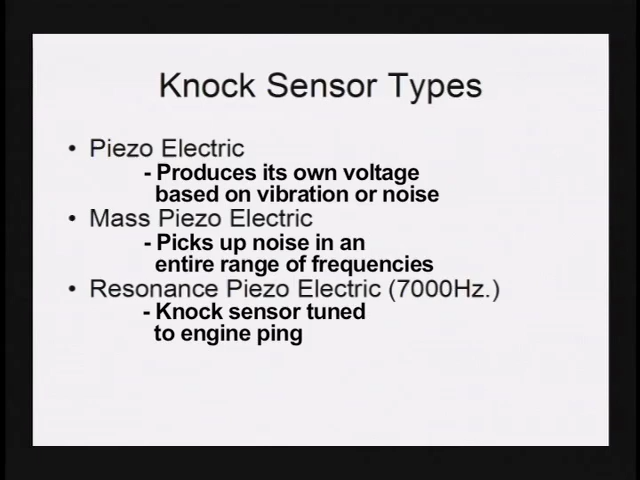 Knock Sensor Types
• Piezo Electric
- Produces its own voltage
based on vibration or noise
• Mass Piezo Electric
- Picks up noise in an
entire range of frequencies
• Resonance Piezo Electric (7000Hz.)
- Knock sensor tuned
to engine ping